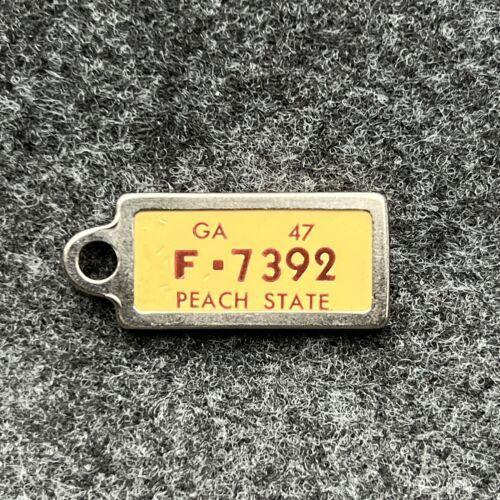 GA 47
F·7392
PEACH STATE